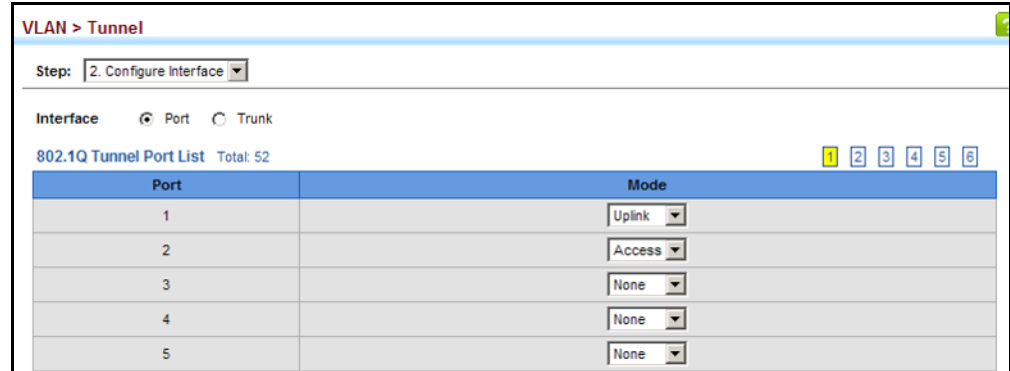 VLAN > Tunnel
?
Step: 2. Configure Interface
Interface Port Trunk
802.1Q Tunnel Port List Total: 52 1 2 3 4 5 6
Port Mode
1 Uplink
2 Access
3 None
4 None
5 None